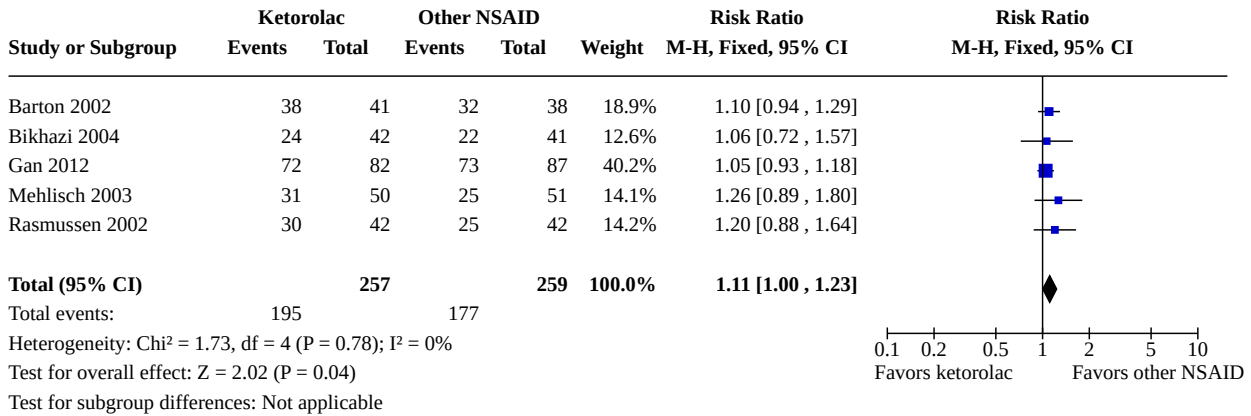 Ketorolac Other NSAID Risk Ratio Risk Ratio
Study or Subgroup Events Total Events Total Weight M-H, Fixed, 95% CI M-H, Fixed, 95% CI
Barton 2002 38 41 32 38 18.9% 1.10 [0.94 , 1.29]
Bikhazi 2004 24 42 22 41 12.6% 1.06 [0.72 , 1.57]
Gan 2012 72 82 73 87 40.2% 1.05 [0.93 , 1.18]
Mehlisch 2003 31 50 25 51 14.1% 1.26 [0.89 , 1.80]
Rasmussen 2002 30 42 25 42 14.2% 1.20 [0.88 , 1.64]
Total (95% CI) 257 259 100.0% 1.11 [1.00 , 1.23]
Total events: 195 177
Heterogeneity: Chi² = 1.73, df = 4 (P = 0.78); I² = 0%
0.1 0.2 0.5 1 2 5 10
Test for overall effect: Z = 2.02 (P = 0.04)
Favors ketorolac Favors other NSAID
Test for subgroup differences: Not applicable